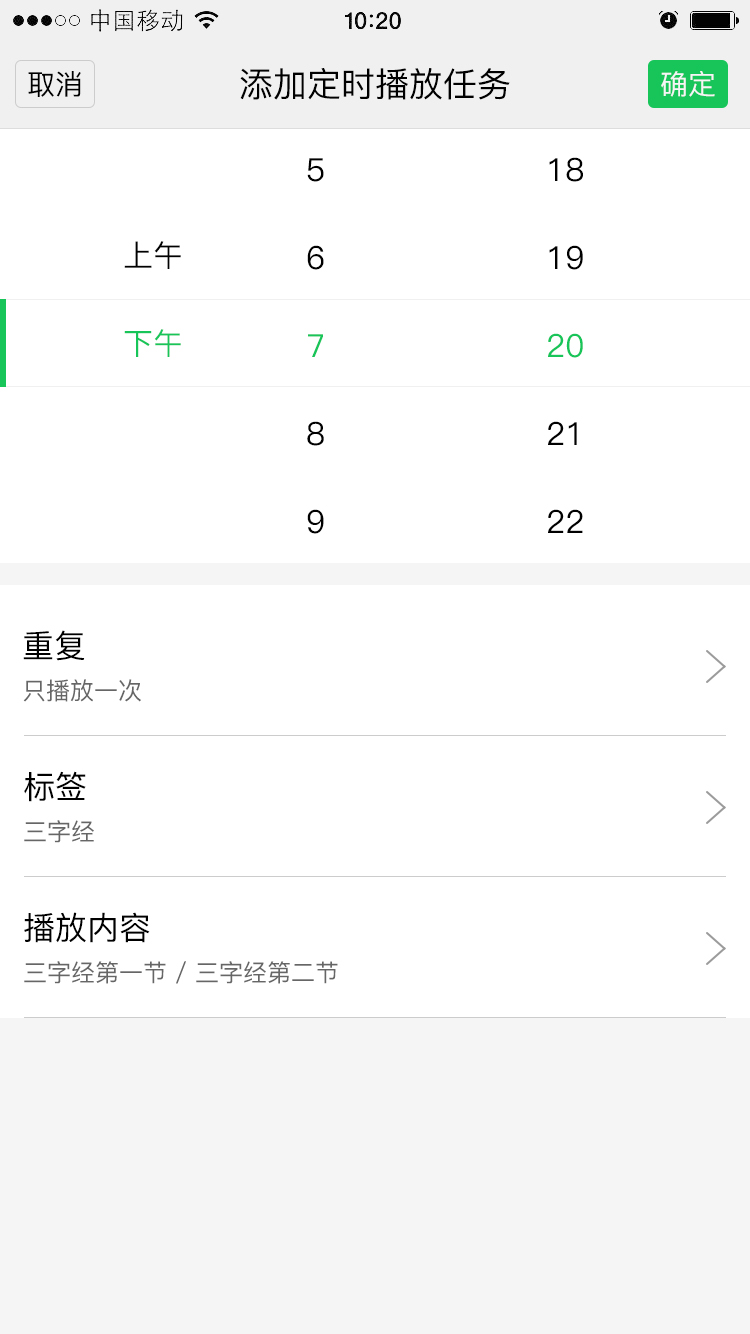 中国移动 10:20
取消 添加定时播放任务 确定
5 18
上午 6 19
下午 7 20
8 21
9 22
重复
只播放一次
标签
三字经
播放内容
三字经第一节 / 三字经第二节